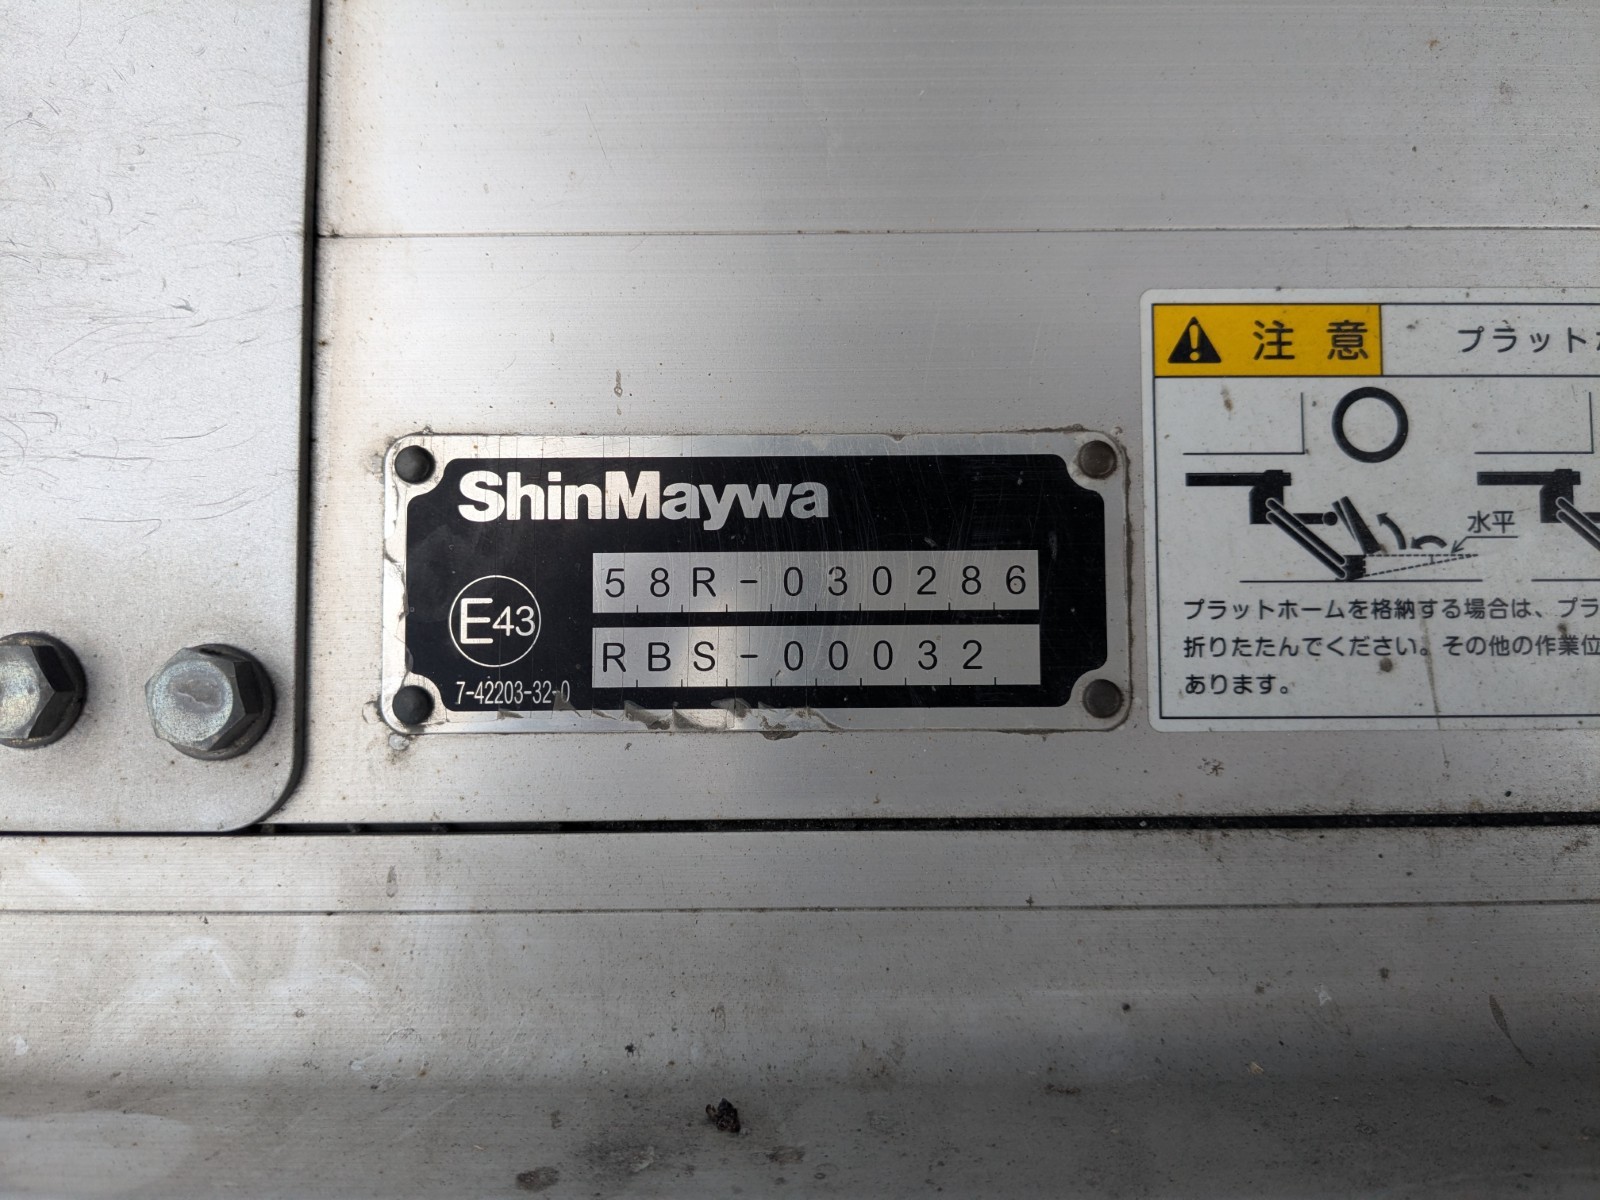 ShinMaywa
58R-030286
E43
RBS-00032
7-42203-32-0
注意
プラット
水平
プラットホームを格納する場合は、プラ
折りたたんでください。その他の作業位
あります。